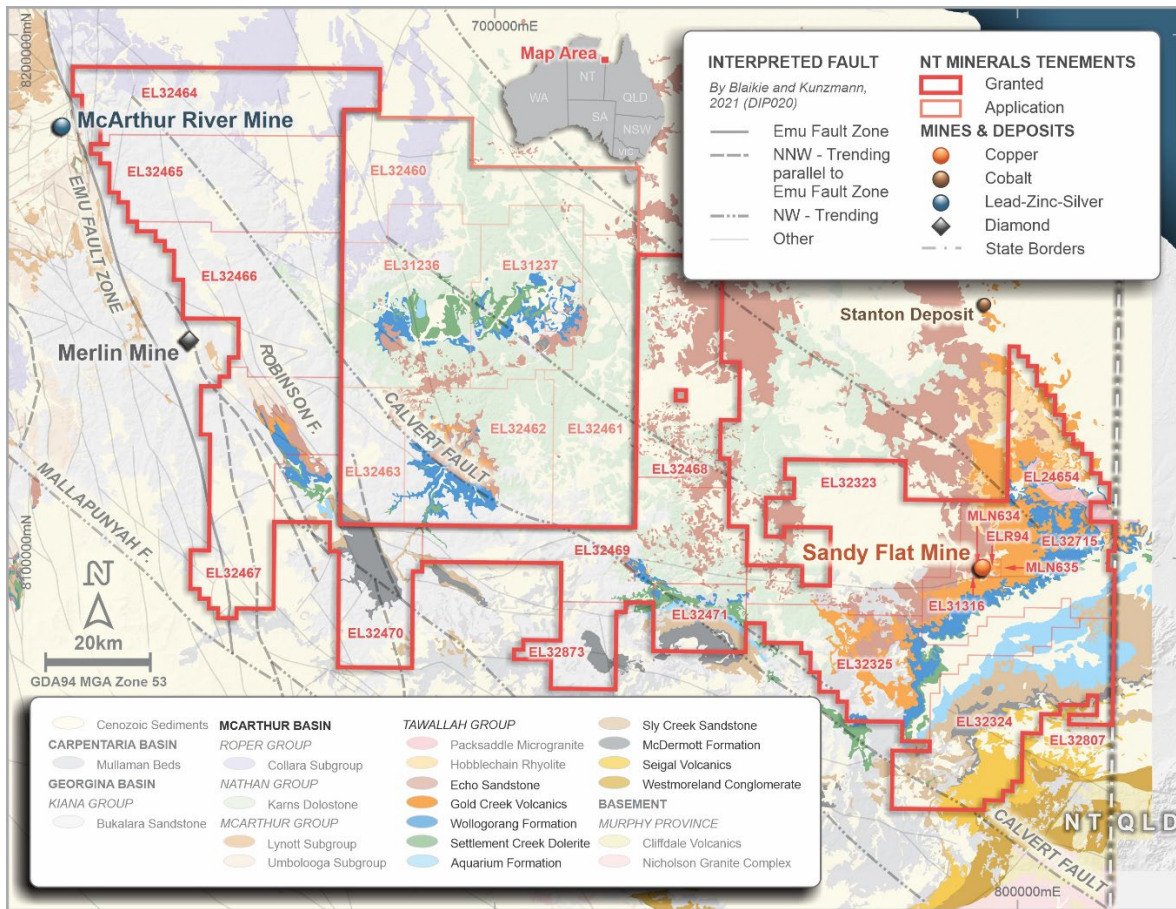 700000mE
8200000mN
8100000mN
800000mE
Map Area
NT
WA
QLD
SA
NSW
VIC
INTERPRETED FAULT
By Blaikie and Kunzmann,
2021 (DIP020)
Emu Fault Zone
NNW - Trending
parallel to
Emu Fault Zone
NW - Trending
Other
NT MINERALS TENEMENTS
Granted
Application
MINES & DEPOSITS
Copper
Cobalt
Lead-Zinc-Silver
Diamond
State Borders
EL32464
McArthur River Mine
EL32465
EL32460
EMU FAULT ZONE
EL32466
EL31236
EL31237
Stanton Deposit
Merlin Mine
ROBINSON F.
CALVERT FAULT
EL32462
EL32461
EL32463
EL32468
EL32323
EL24654
MLN634
ELR94
EL32715
MALLAPUNYAH F.
EL32467
EL32469
Sandy Flat Mine
MLN635
EL31316
EL32471
EL32470
EL32873
EL32325
EL32324
EL32807
NT QLD
CALVERT FAULT
N
20km
GDA94 MGA Zone 53
Cenozoic Sediments
CARPENTARIA BASIN
Mullaman Beds
GEORGINA BASIN
KIANA GROUP
Bukalara Sandstone
MCARTHUR BASIN
ROPER GROUP
Collara Subgroup
NATHAN GROUP
Karns Dolostone
MCARTHUR GROUP
Lynott Subgroup
Umbolooga Subgroup
TAWALLAH GROUP
Packsaddle Microgranite
Hobblechain Rhyolite
Echo Sandstone
Gold Creek Volcanics
Wollogorang Formation
Settlement Creek Dolerite
Aquarium Formation
Sly Creek Sandstone
McDermott Formation
Seigal Volcanics
Westmoreland Conglomerate
BASEMENT
MURPHY PROVINCE
Cliffdale Volcanics
Nicholson Granite Complex